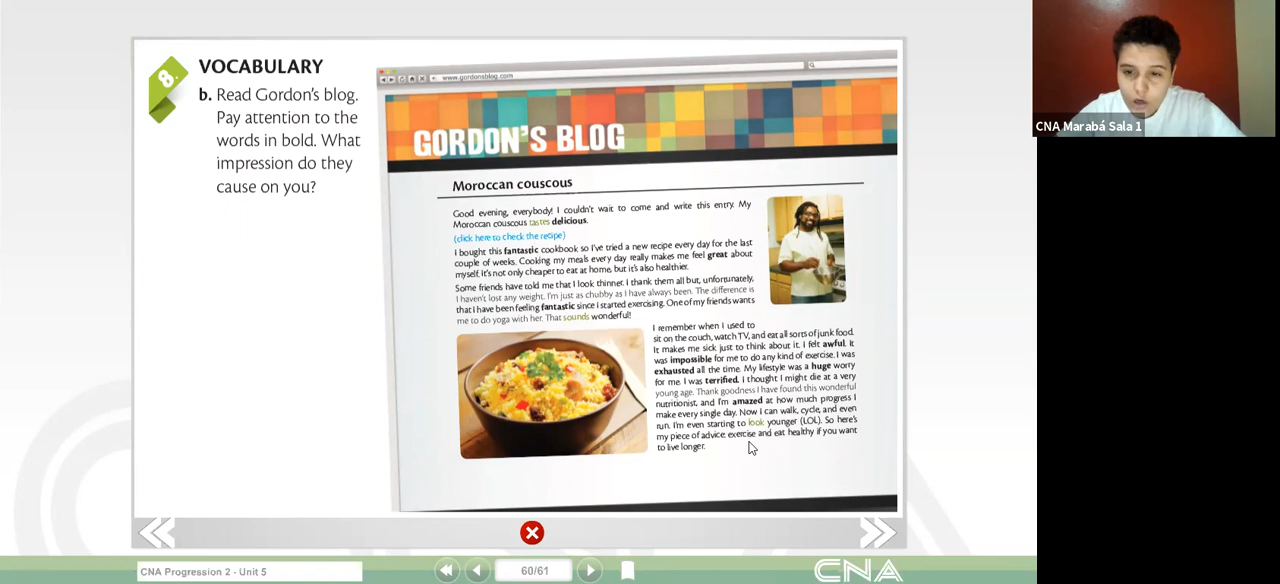 8.
VOCABULARY
b. Read Gordon's blog.
Pay attention to the
words in bold. What
impression do they
cause on you?
www.gordonsblog.com
GORDON'S BLOG
Moroccan couscous
Good evening, everybody! I couldn't wait to come and write this entry. My
Moroccan couscous tastes delicious.
(click here to check the recipe)
I bought this fantastic cookbook so I've tried a new recipe every day for the last
couple of weeks. Cooking my meals every day really makes me feel great about
myself. It's not only cheaper to eat at home, but it's also healthier.
Some friends have told me that I look thinner. I thank them all but, unfortunately,
I haven't lost any weight. I'm just as chubby as I have always been. The difference is
that I have been feeling fantastic since I started exercising. One of my friends wants
me to do yoga with her. That sounds wonderful!
I remember when I used to
sit on the couch, watch TV, and eat all sorts of junk food.
It makes me sick just to think about it. I felt awful. It
was impossible for me to do any kind of exercise. I was
exhausted all the time. My lifestyle was a huge worry
for me. I was terrified. I thought I might die at a very
young age. Thank goodness I have found this wonderful
nutritionist, and I'm amazed at how much progress I
make every single day. Now I can walk, cycle, and even
run. I'm even starting to look younger (LOL). So here's
my piece of advice: exercise and eat healthy if you want
to live longer.
CNA Marabá Sala 1
CNA Progression 2 - Unit 5
60/61
CNA